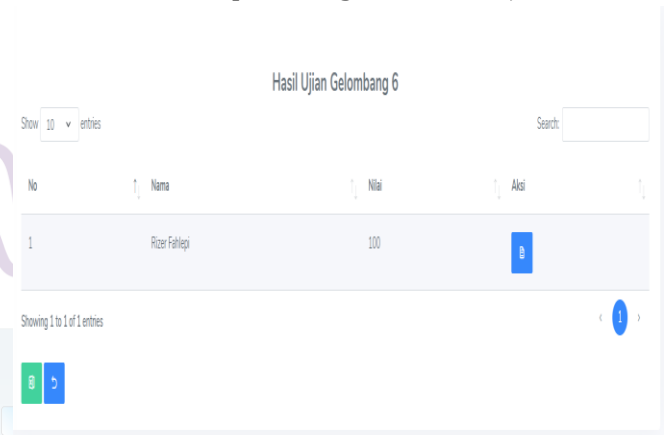 Hasil Ujian Gelombang 6
Show 10 entries Search:
No Nama Nilai Aksi
1 Rizer Fahlepi 100
Showing 1 to 1 of 1 entries ‹ 1 ›